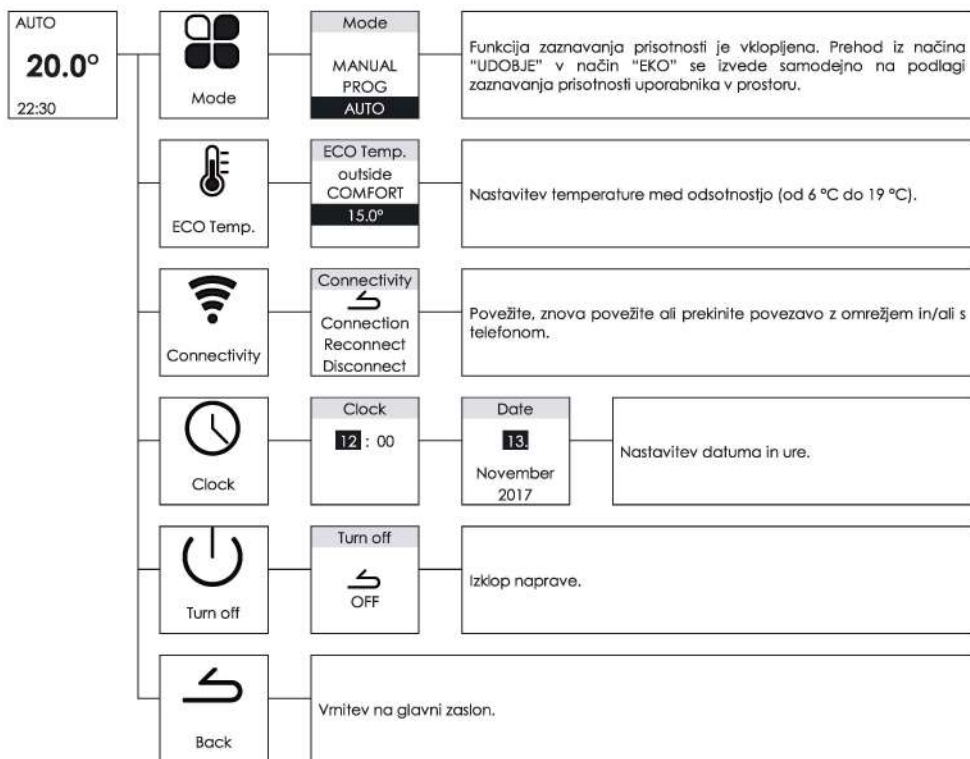 AUTO
20.0°
22:30
Mode
Mode
MANUAL
PROG
AUTO
Funkcija zaznavanja prisotnosti je vklopljena. Prehod iz načina
"UDOBJE" v način "EKO" se izvede samodejno na podlagi
zaznavanja prisotnosti uporabnika v prostoru.
ECO Temp.
ECO Temp.
outside
COMFORT
15.0°
Nastavitev temperature med odsotnostjo (od 6 °C do 19 °C).
Connectivity
Connectivity
Connection
Reconnect
Disconnect
Povežite, znova povežite ali prekinite povezavo z omrežjem in/ali s
telefonom.
Clock
Clock
12 : 00
Date
13.
November
2017
Nastavitev datuma in ure.
Turn off
Turn off
OFF
Izklop naprave.
Back
Vrnitev na glavni zaslon.